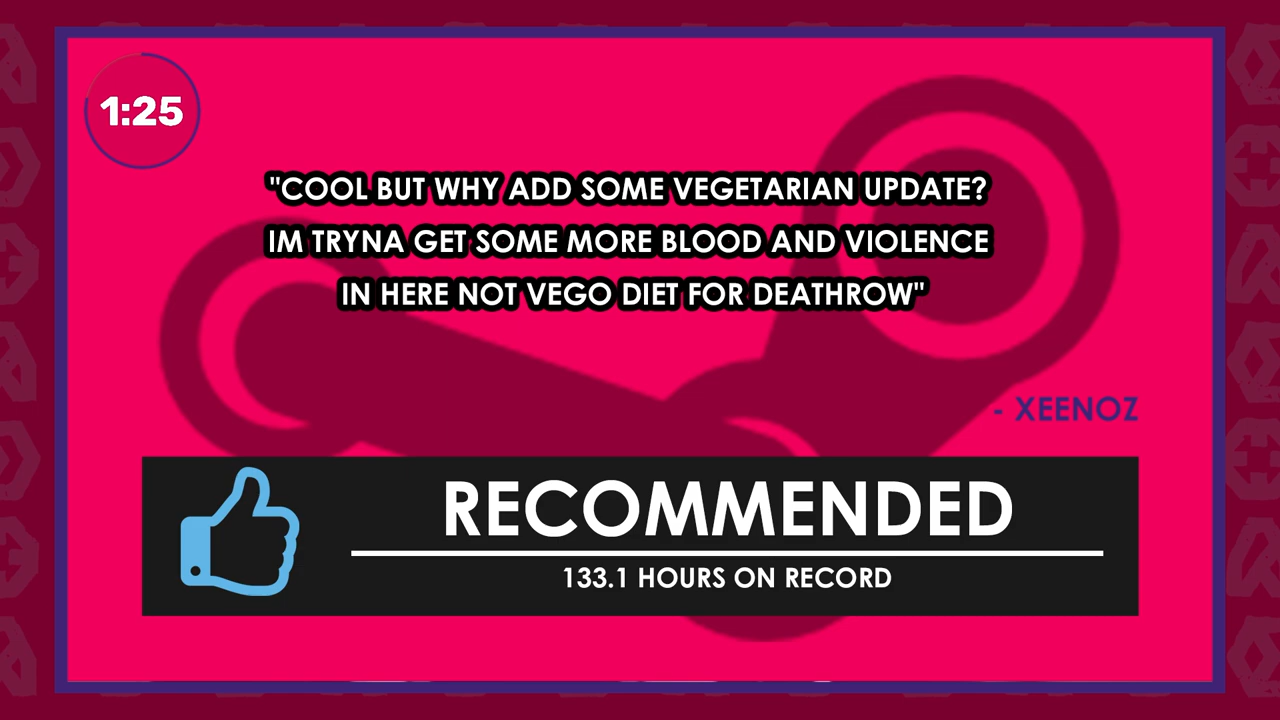 1:25
"COOL BUT WHY ADD SOME VEGETARIAN UPDATE?
IM TRYNA GET SOME MORE BLOOD AND VIOLENCE
IN HERE NOT VEGO DIET FOR DEATHROW"
- XEENOZ
RECOMMENDED
133.1 HOURS ON RECORD